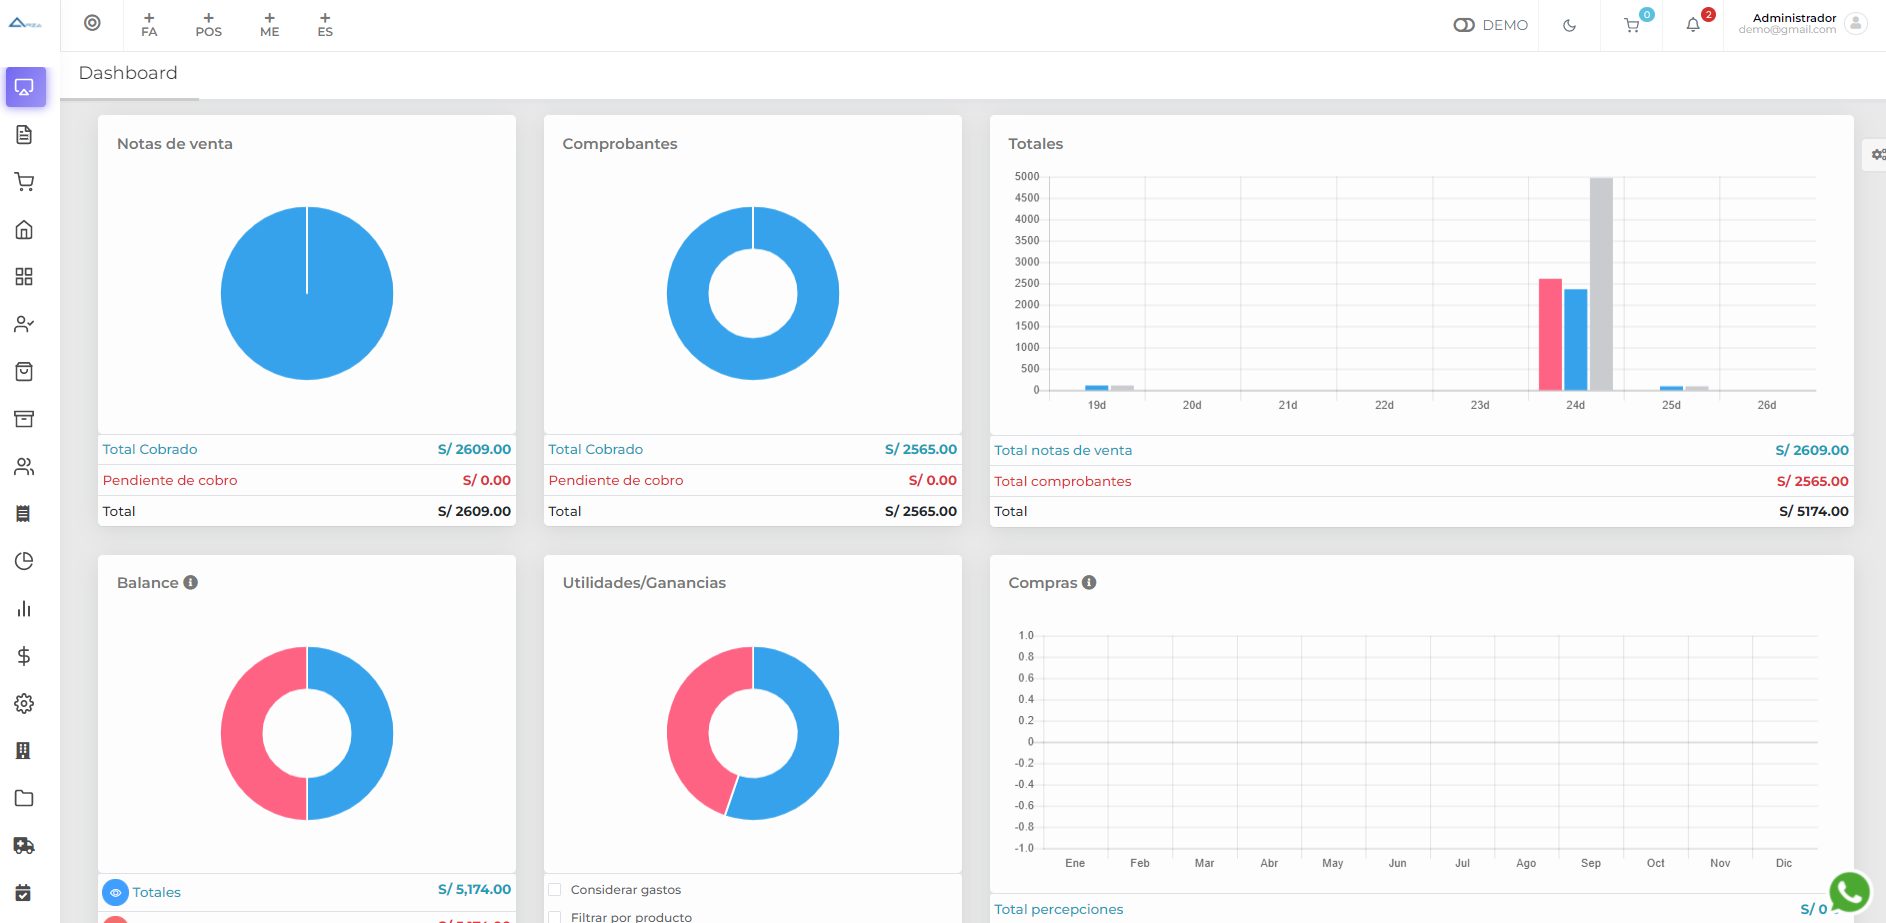 FA
POS
ME
ES
DEMO
0
2
Administrador
demo@gmail.com
Dashboard
Notas de venta
Total Cobrado S/ 2609.00
Pendiente de cobro S/ 0.00
Total S/ 2609.00
Comprobantes
Total Cobrado S/ 2565.00
Pendiente de cobro S/ 0.00
Total S/ 2565.00
Totales
5000
4500
4000
3500
3000
2500
2000
1500
1000
500
0
19d 20d 21d 22d 23d 24d 25d 26d
Total notas de venta S/ 2609.00
Total comprobantes S/ 2565.00
Total S/ 5174.00
Balance
Totales S/ 5,174.00
Utilidades/Ganancias
Considerar gastos
Filtrar por producto
Compras
1.0
0.8
0.6
0.4
0.2
0
-0.2
-0.4
-0.6
-0.8
-1.0
Ene Feb Mar Abr May Jun Jul Ago Sep Oct Nov Dic
Total percepciones S/ 0